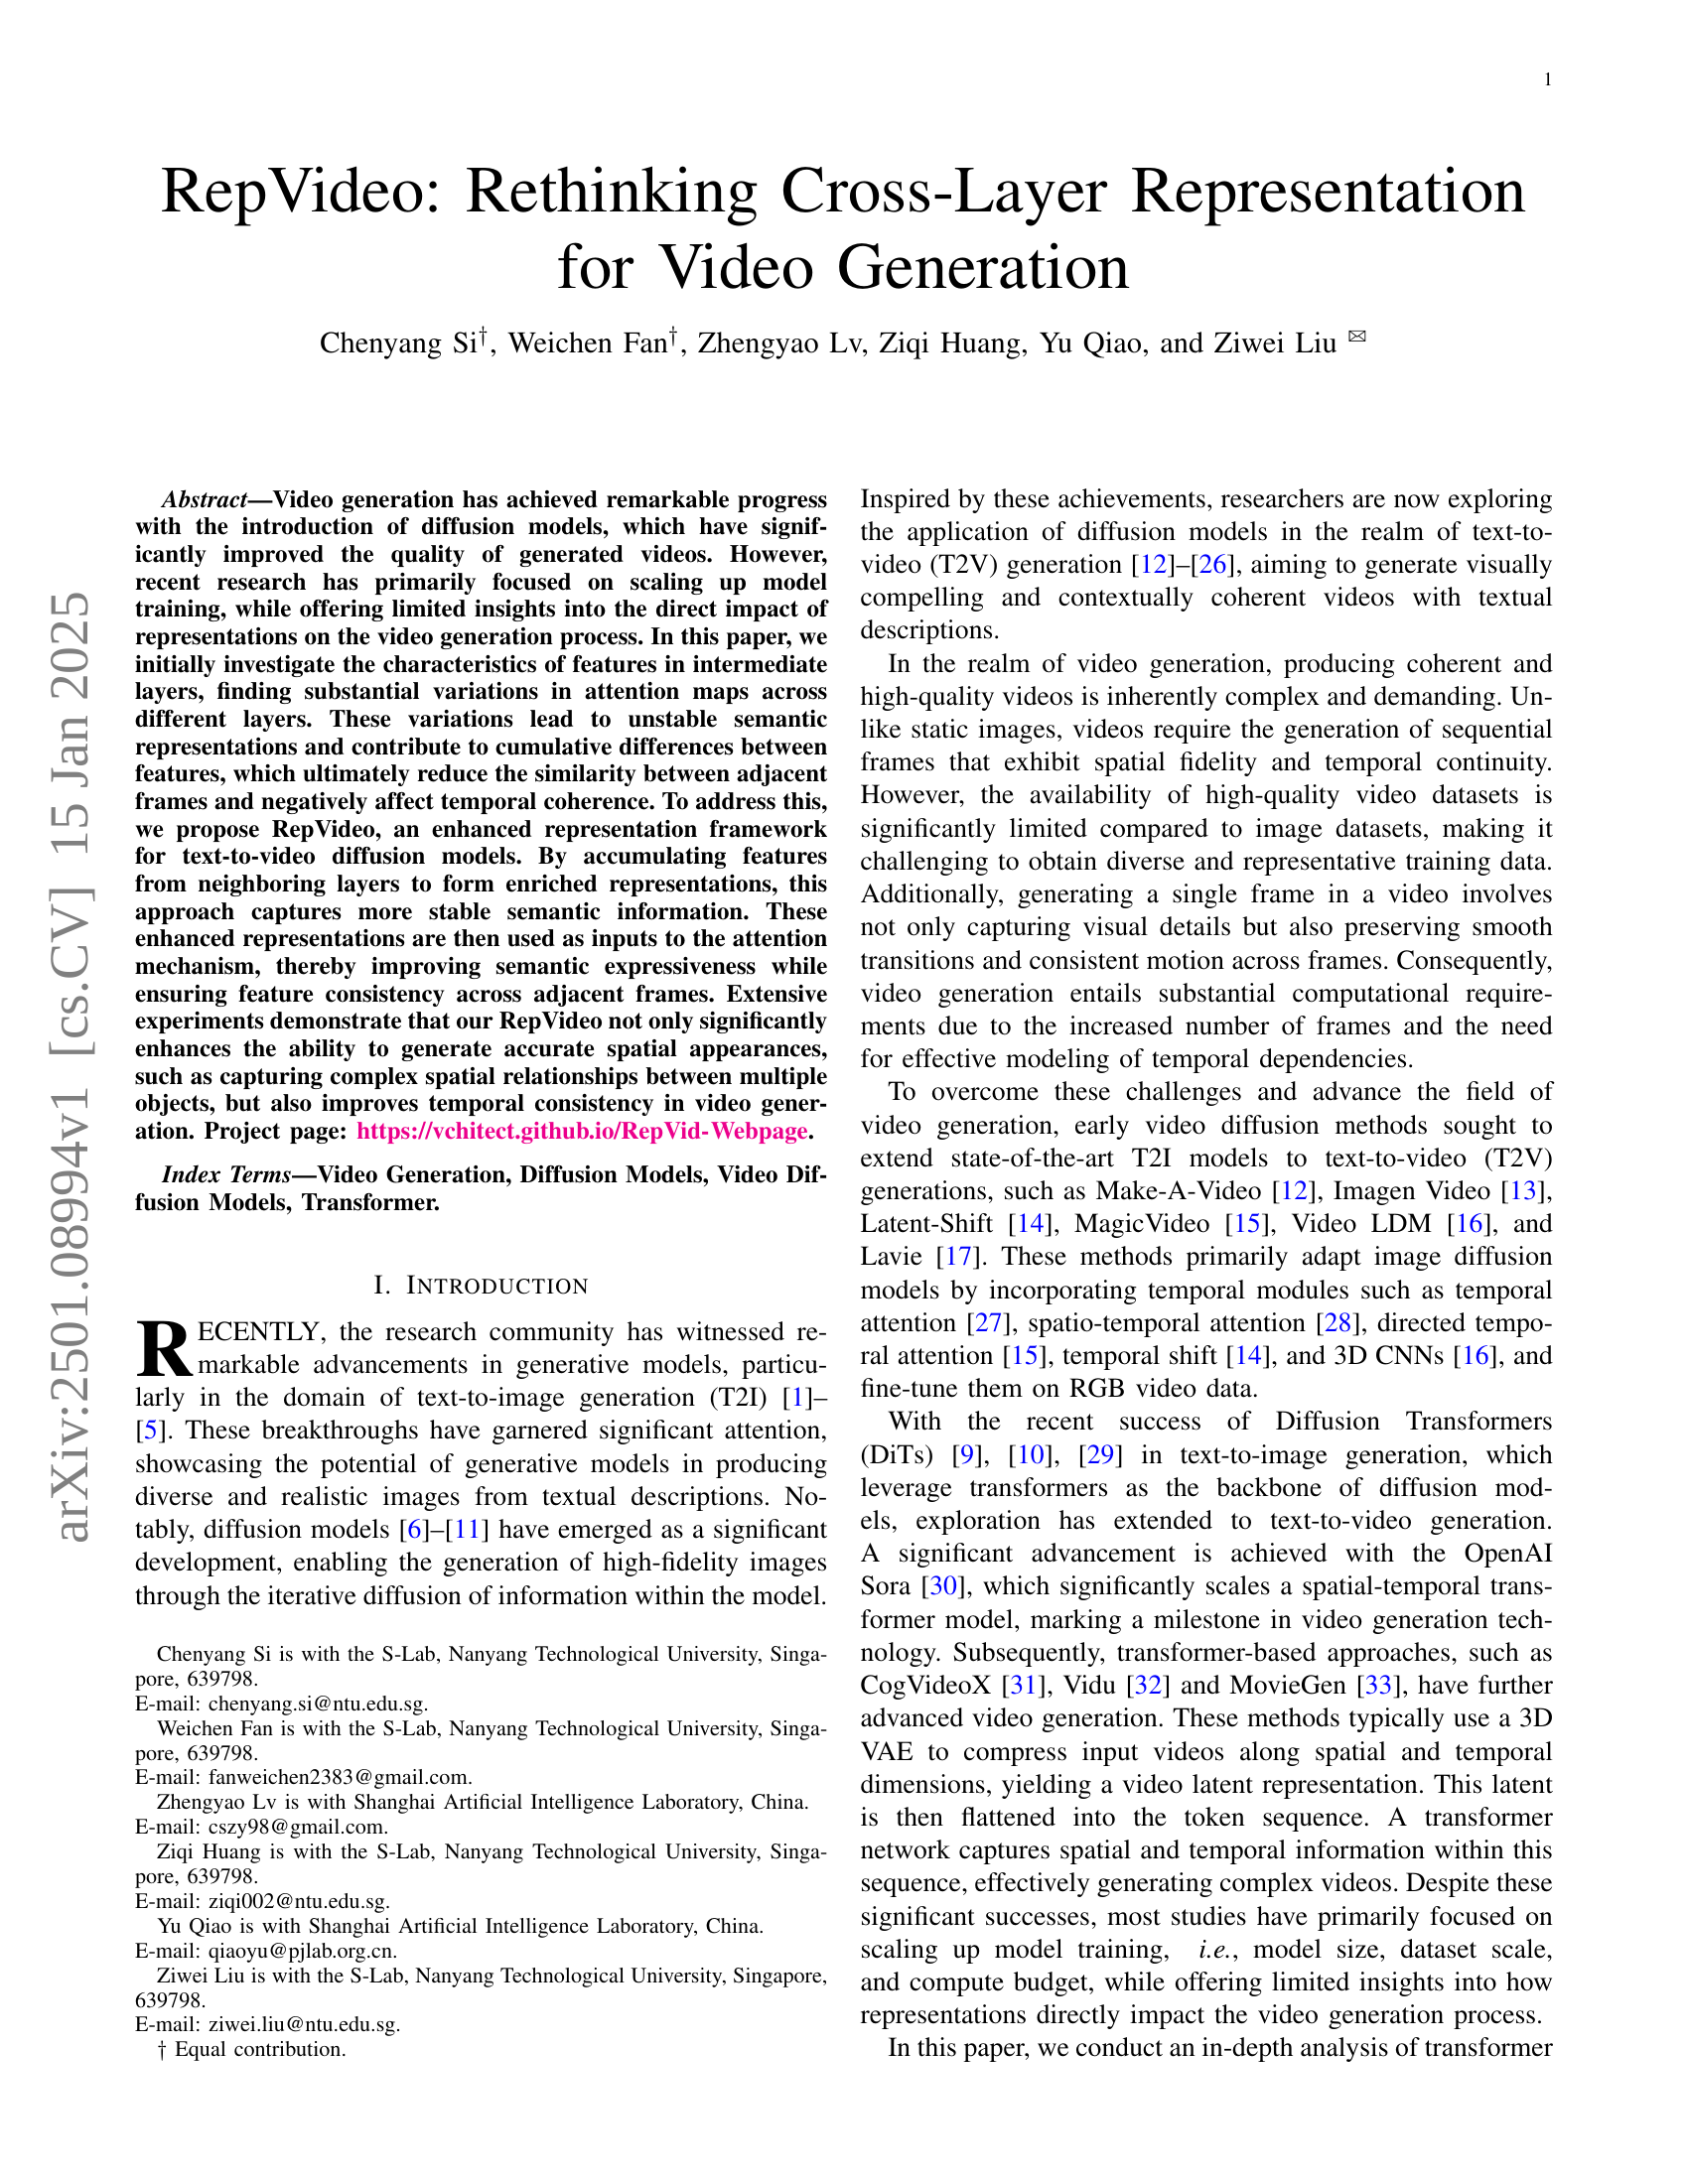 1
RepVideo: Rethinking Cross-Layer Representation
for Video Generation
Chenyang Si†, Weichen Fan†, Zhengyao Lv, Ziqi Huang, Yu Qiao, and Ziwei Liu ✉
arXiv:2501.08994v1 [cs.CV] 15 Jan 2025
Abstract—Video generation has achieved remarkable progress
with the introduction of diffusion models, which have signif-
icantly improved the quality of generated videos. However,
recent research has primarily focused on scaling up model
training, while offering limited insights into the direct impact of
representations on the video generation process. In this paper, we
initially investigate the characteristics of features in intermediate
layers, finding substantial variations in attention maps across
different layers. These variations lead to unstable semantic
representations and contribute to cumulative differences between
features, which ultimately reduce the similarity between adjacent
frames and negatively affect temporal coherence. To address this,
we propose RepVideo, an enhanced representation framework
for text-to-video diffusion models. By accumulating features
from neighboring layers to form enriched representations, this
approach captures more stable semantic information. These
enhanced representations are then used as inputs to the attention
mechanism, thereby improving semantic expressiveness while
ensuring feature consistency across adjacent frames. Extensive
experiments demonstrate that our RepVideo not only significantly
enhances the ability to generate accurate spatial appearances,
such as capturing complex spatial relationships between multiple
objects, but also improves temporal consistency in video gener-
ation. Project page: https://vchitect.github.io/RepVid-Webpage.
Index Terms—Video Generation, Diffusion Models, Video Dif-
fusion Models, Transformer.
I. INTRODUCTION
RECENTLY, the research community has witnessed re-
markable advancements in generative models, particu-
larly in the domain of text-to-image generation (T2I) [1]–
[5]. These breakthroughs have garnered significant attention,
showcasing the potential of generative models in producing
diverse and realistic images from textual descriptions. No-
tably, diffusion models [6]–[11] have emerged as a significant
development, enabling the generation of high-fidelity images
through the iterative diffusion of information within the model.
Chenyang Si is with the S-Lab, Nanyang Technological University, Singa-
pore, 639798.
E-mail: chenyang.si@ntu.edu.sg.
Weichen Fan is with the S-Lab, Nanyang Technological University, Singa-
pore, 639798.
E-mail: fanweichen2383@gmail.com.
Zhengyao Lv is with Shanghai Artificial Intelligence Laboratory, China.
E-mail: cszy98@gmail.com.
Ziqi Huang is with the S-Lab, Nanyang Technological University, Singa-
pore, 639798.
E-mail: ziqi002@ntu.edu.sg.
Yu Qiao is with Shanghai Artificial Intelligence Laboratory, China.
E-mail: qiaoyu@pjlab.org.cn.
Ziwei Liu is with the S-Lab, Nanyang Technological University, Singapore,
639798.
E-mail: ziwei.liu@ntu.edu.sg.
† Equal contribution.
Inspired by these achievements, researchers are now exploring
the application of diffusion models in the realm of text-to-
video (T2V) generation [12]–[26], aiming to generate visually
compelling and contextually coherent videos with textual
descriptions.
In the realm of video generation, producing coherent and
high-quality videos is inherently complex and demanding. Un-
like static images, videos require the generation of sequential
frames that exhibit spatial fidelity and temporal continuity.
However, the availability of high-quality video datasets is
significantly limited compared to image datasets, making it
challenging to obtain diverse and representative training data.
Additionally, generating a single frame in a video involves
not only capturing visual details but also preserving smooth
transitions and consistent motion across frames. Consequently,
video generation entails substantial computational require-
ments due to the increased number of frames and the need
for effective modeling of temporal dependencies.
To overcome these challenges and advance the field of
video generation, early video diffusion methods sought to
extend state-of-the-art T2I models to text-to-video (T2V)
generations, such as Make-A-Video [12], Imagen Video [13],
Latent-Shift [14], MagicVideo [15], Video LDM [16], and
Lavie [17]. These methods primarily adapt image diffusion
models by incorporating temporal modules such as temporal
attention [27], spatio-temporal attention [28], directed tempo-
ral attention [15], temporal shift [14], and 3D CNNs [16], and
fine-tune them on RGB video data.
With the recent success of Diffusion Transformers
(DiTs) [9], [10], [29] in text-to-image generation, which
leverage transformers as the backbone of diffusion mod-
els, exploration has extended to text-to-video generation.
A significant advancement is achieved with the OpenAI
Sora [30], which significantly scales a spatial-temporal trans-
former model, marking a milestone in video generation tech-
nology. Subsequently, transformer-based approaches, such as
CogVideoX [31], Vidu [32] and MovieGen [33], have further
advanced video generation. These methods typically use a 3D
VAE to compress input videos along spatial and temporal
dimensions, yielding a video latent representation. This latent
is then flattened into the token sequence. A transformer
network captures spatial and temporal information within this
sequence, effectively generating complex videos. Despite these
significant successes, most studies have primarily focused on
scaling up model training, i.e., model size, dataset scale,
and compute budget, while offering limited insights into how
representations directly impact the video generation process.
In this paper, we conduct an in-depth analysis of transformer